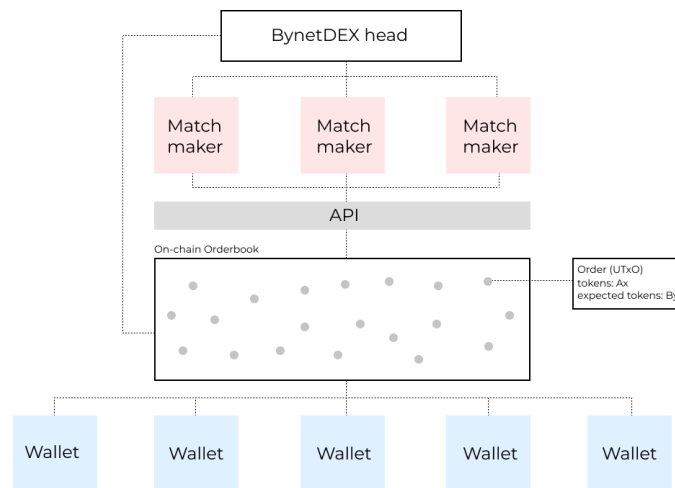 BynetDEX head
Match
maker
Match
maker
Match
maker
API
On-chain Orderbook
Order (UTxO)
tokens: Ax
expected tokens: By
Wallet
Wallet
Wallet
Wallet
Wallet